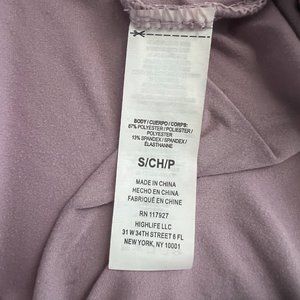 BODY / CUERPO / CORPS:
87% POLYESTER / POLIESTER /
POLYESTER
13% SPANDEX / SPANDEX /
ÉLASTHANNE
S/CH/P
MADE IN CHINA
HECHO EN CHINA
FABRIQUÉ EN CHINE
RN 117927
HIGHLIFE LLC
31 W 34TH STREET 6 FL
NEW YORK, NY 10001